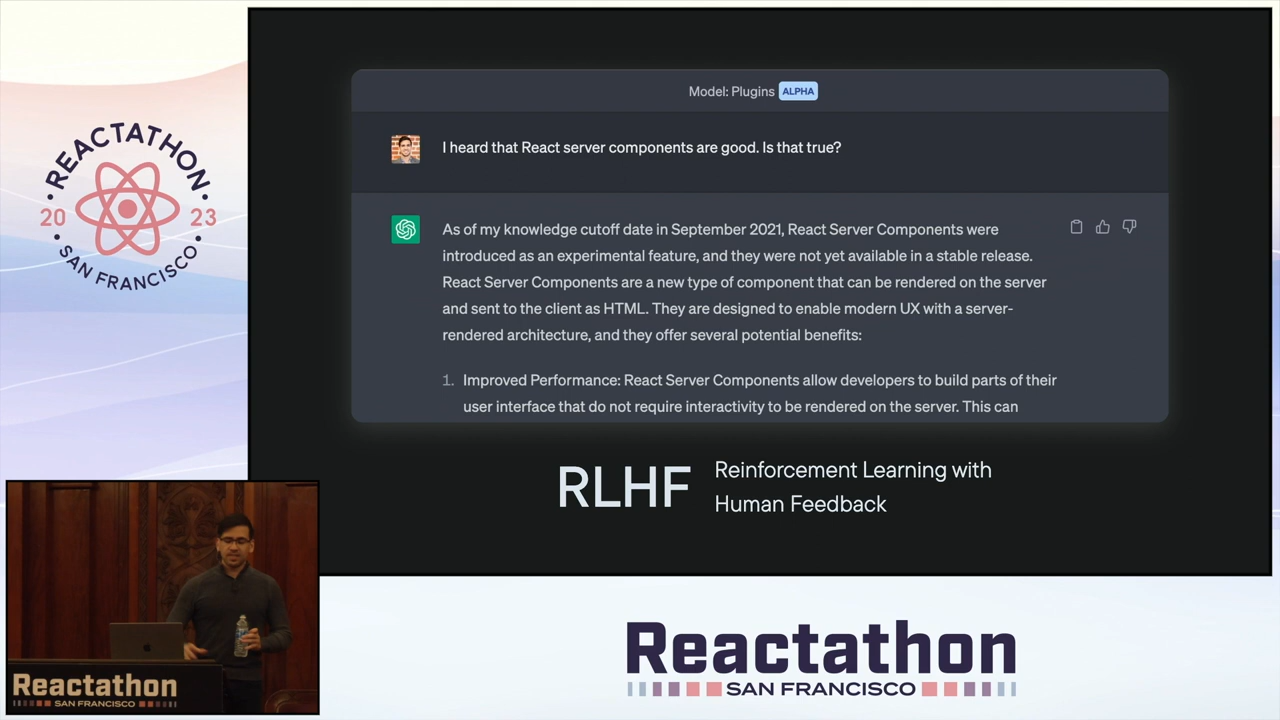 REACTATHON
20 23
SAN FRANCISCO
Model: Plugins ALPHA
I heard that React server components are good. Is that true?
As of my knowledge cutoff date in September 2021, React Server Components were
introduced as an experimental feature, and they were not yet available in a stable release.
React Server Components are a new type of component that can be rendered on the server
and sent to the client as HTML. They are designed to enable modern UX with a server-
rendered architecture, and they offer several potential benefits:
1. Improved Performance: React Server Components allow developers to build parts of their
user interface that do not require interactivity to be rendered on the server. This can
RLHF
Reinforcement Learning with
Human Feedback
Reactathon
SAN FRANCISCO
Reactathon
SAN FRANCISCO